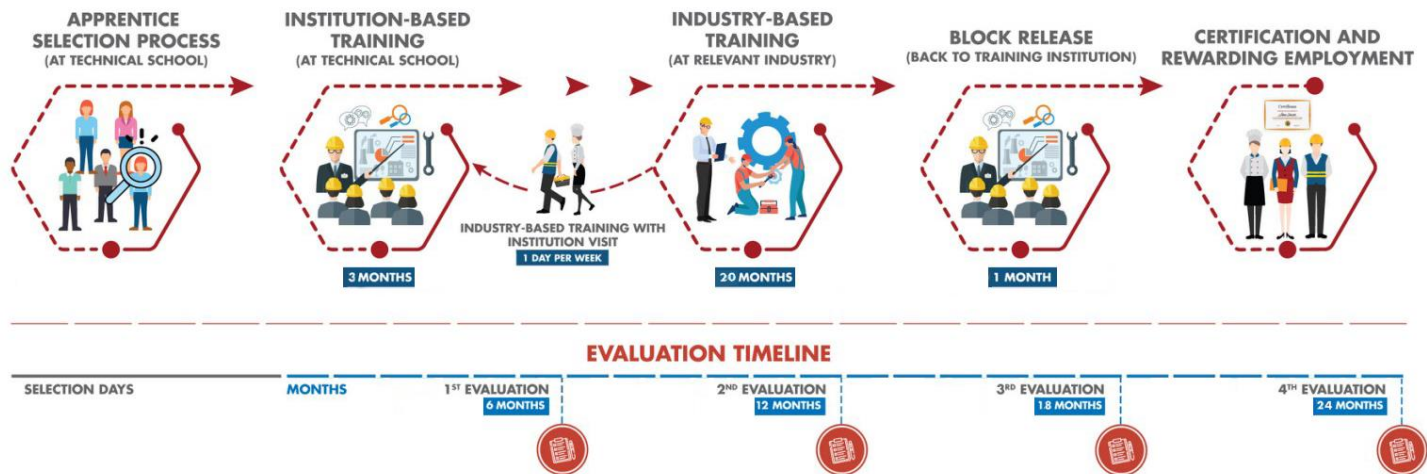 APPRENTICE
SELECTION PROCESS
(AT TECHNICAL SCHOOL)
INSTITUTION-BASED
TRAINING
(AT TECHNICAL SCHOOL)
INDUSTRY-BASED
TRAINING
(AT RELEVANT INDUSTRY)
BLOCK RELEASE
(BACK TO TRAINING INSTITUTION)
CERTIFICATION AND
REWARDING EMPLOYMENT
Certificate
INDUSTRY-BASED TRAINING WITH
INSTITUTION VISIT
1 DAY PER WEEK
3 MONTHS
20 MONTHS
1 MONTH
EVALUATION TIMELINE
SELECTION DAYS
MONTHS
1ST EVALUATION
6 MONTHS
2ND EVALUATION
12 MONTHS
3RD EVALUATION
18 MONTHS
4TH EVALUATION
24 MONTHS